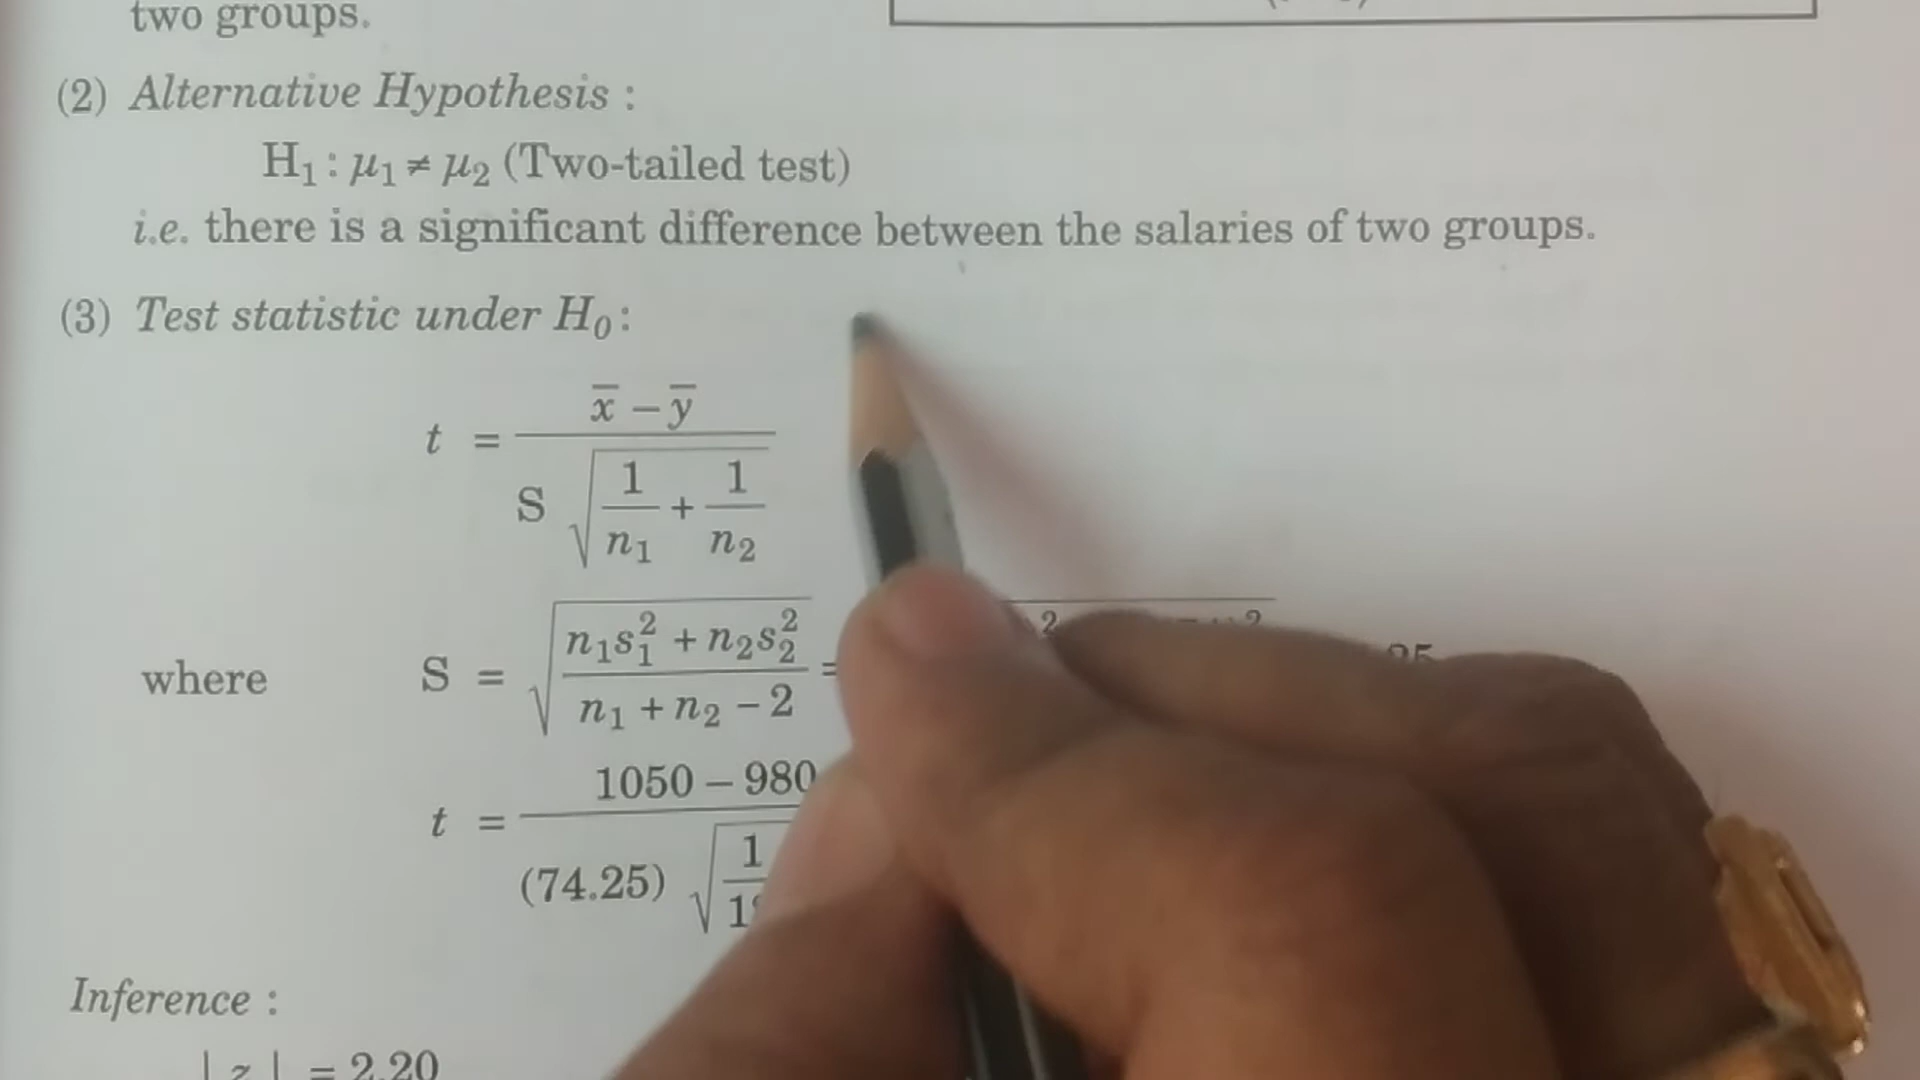 two groups.
(2) Alternative Hypothesis :
H₁ : μ₁ ≠ μ₂ (Two-tailed test)
i.e. there is a significant difference between the salaries of two groups.
(3) Test statistic under H₀ :
t = (x̄ − ȳ) / (S √(1/n₁ + 1/n₂))
where S = √((n₁s₁² + n₂s₂²) / (n₁ + n₂ − 2)) =
t = 1050 − 980 / (74.25) √ 1
Inference :
| z | = 2.20